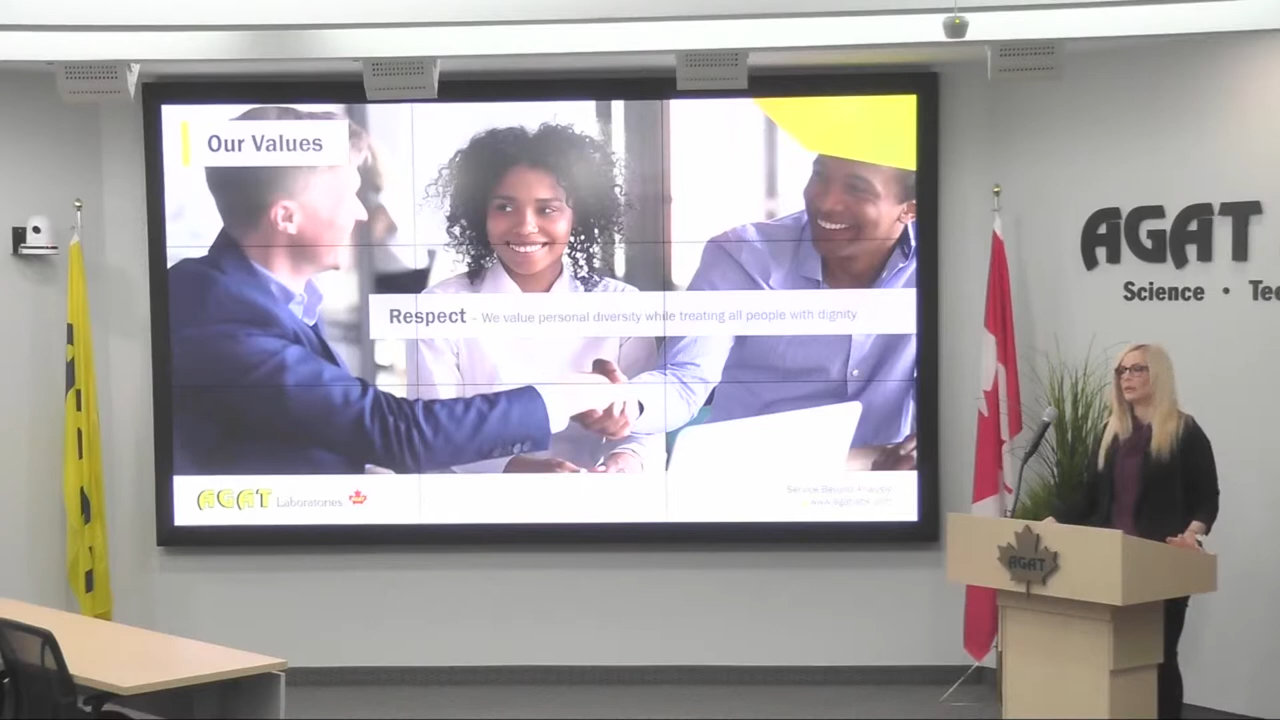 Our Values
Respect - We value personal diversity while treating all people with dignity
AGAT Laboratories
AGAT
Science •
AGAT